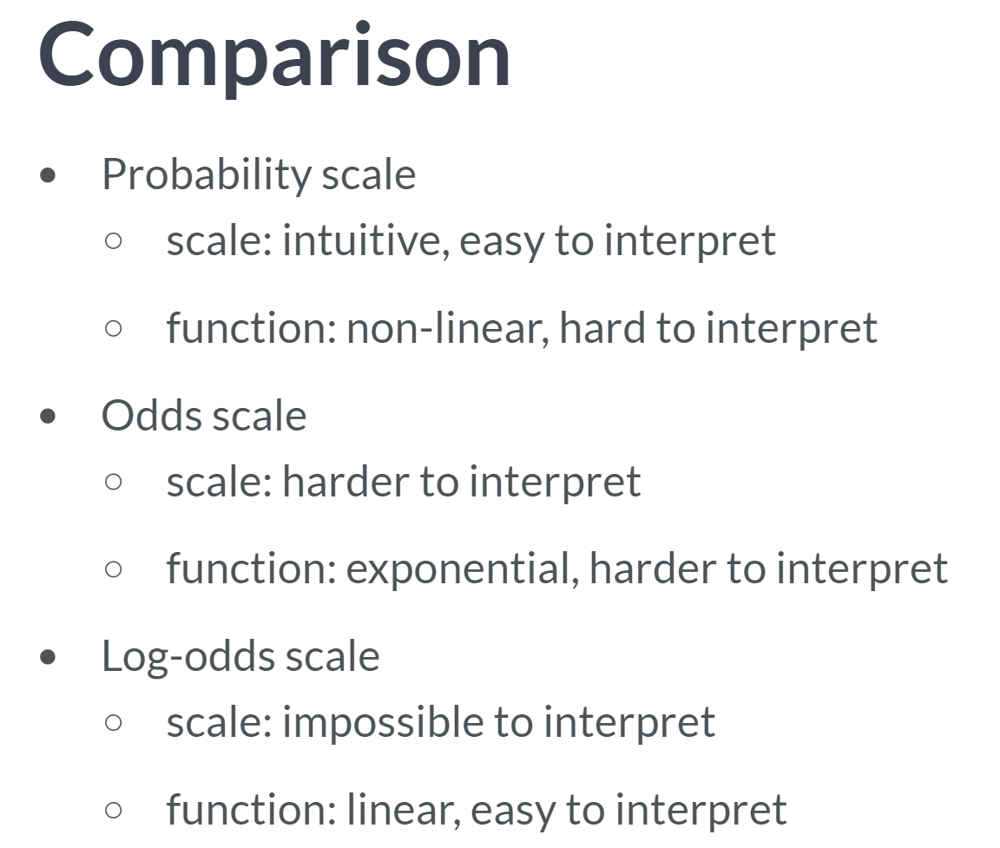 Comparison
• Probability scale
○ scale: intuitive, easy to interpret
○ function: non-linear, hard to interpret
• Odds scale
○ scale: harder to interpret
○ function: exponential, harder to interpret
• Log-odds scale
○ scale: impossible to interpret
○ function: linear, easy to interpret